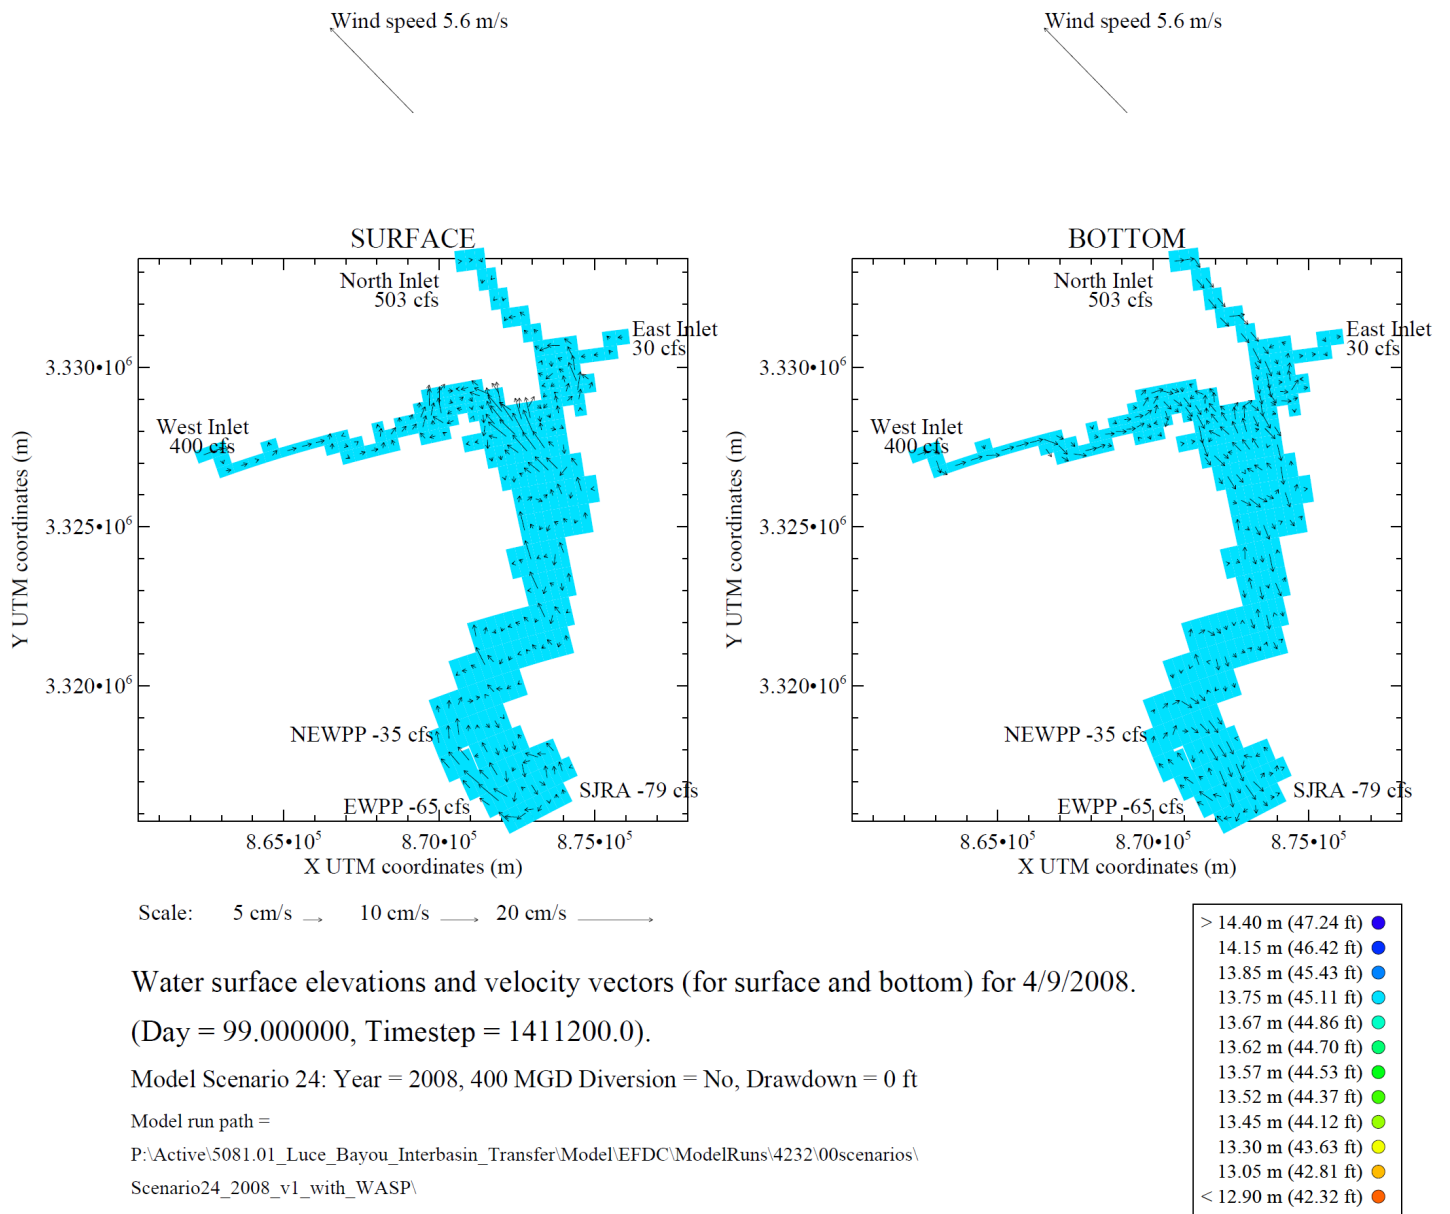 Wind speed 5.6 m/s
Wind speed 5.6 m/s
SURFACE
BOTTOM
North Inlet
503 cfs
East Inlet
30 cfs
West Inlet
400 cfs
NEWPP -35 cfs
EWPP -65 cfs
SJRA -79 cfs
3.330•10⁶
3.325•10⁶
3.320•10⁶
Y UTM coordinates (m)
8.65•10⁵ 8.70•10⁵ 8.75•10⁵
X UTM coordinates (m)
North Inlet
503 cfs
East Inlet
30 cfs
West Inlet
400 cfs
NEWPP -35 cfs
EWPP -65 cfs
SJRA -79 cfs
3.330•10⁶
3.325•10⁶
3.320•10⁶
Y UTM coordinates (m)
8.65•10⁵ 8.70•10⁵ 8.75•10⁵
X UTM coordinates (m)
Scale: 5 cm/s 10 cm/s 20 cm/s
Water surface elevations and velocity vectors (for surface and bottom) for 4/9/2008.
(Day = 99.000000, Timestep = 1411200.0).
Model Scenario 24: Year = 2008, 400 MGD Diversion = No, Drawdown = 0 ft
Model run path =
P:\Active\5081.01_Luce_Bayou_Interbasin_Transfer\Model\EFDC\ModelRuns\4232\00scenarios\
Scenario24_2008_v1_with_WASP\
> 14.40 m (47.24 ft)
14.15 m (46.42 ft)
13.85 m (45.43 ft)
13.75 m (45.11 ft)
13.67 m (44.86 ft)
13.62 m (44.70 ft)
13.57 m (44.53 ft)
13.52 m (44.37 ft)
13.45 m (44.12 ft)
13.30 m (43.63 ft)
13.05 m (42.81 ft)
< 12.90 m (42.32 ft)